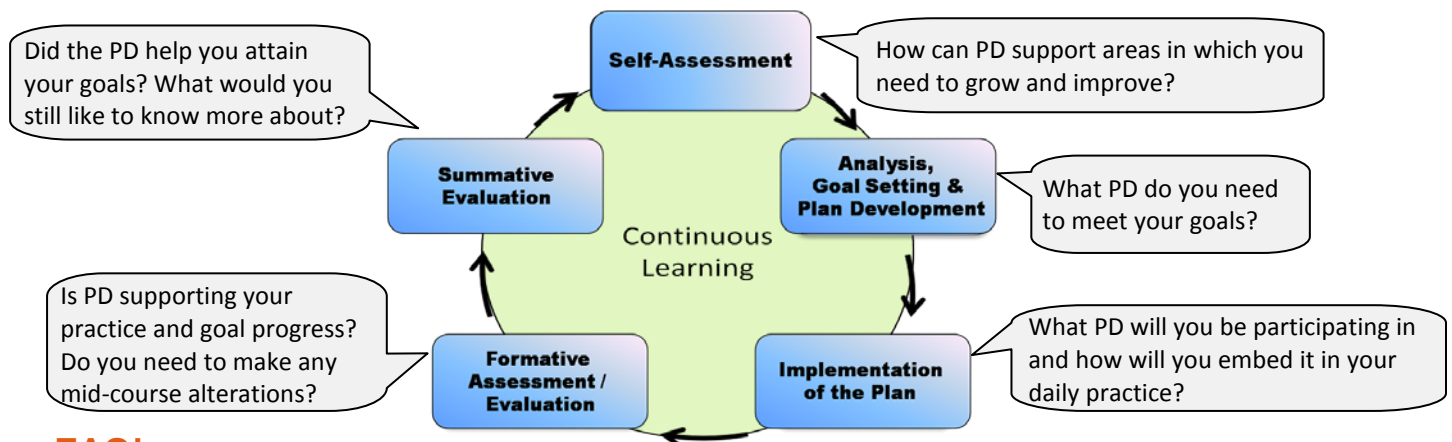 Self-Assessment
How can PD support areas in which you
need to grow and improve?
Analysis,
Goal Setting &
Plan Development
What PD do you need
to meet your goals?
Implementation
of the Plan
What PD will you be participating in
and how will you embed it in your
daily practice?
Formative
Assessment /
Evaluation
Is PD supporting your
practice and goal progress?
Do you need to make any
mid-course alterations?
Summative
Evaluation
Did the PD help you attain
your goals? What would you
still like to know more about?
Continuous
Learning